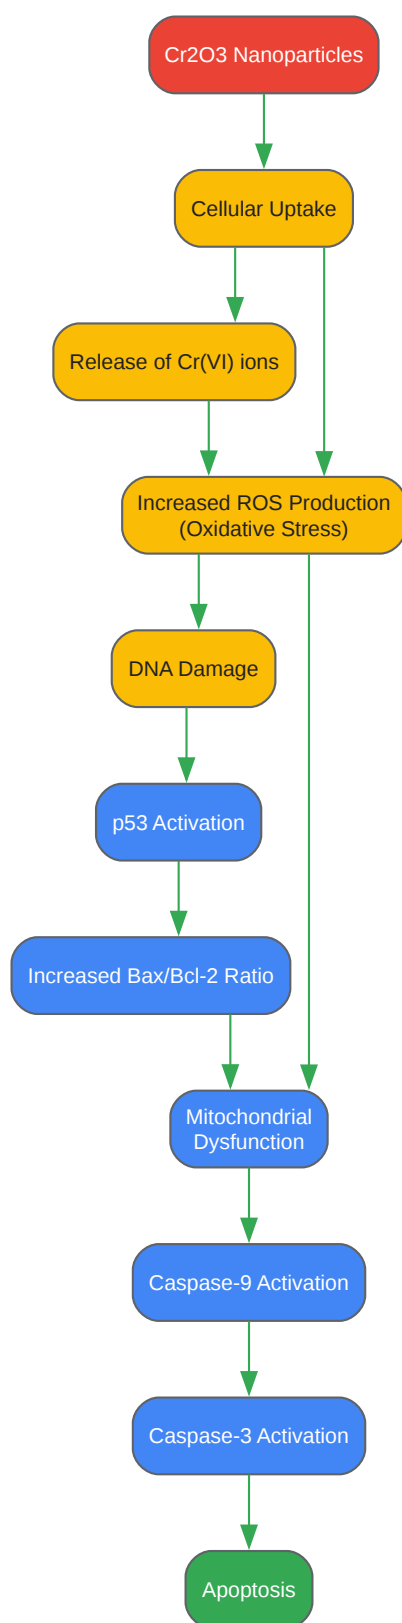 Cr2O3 Nanoparticles
Cellular Uptake
Release of Cr(VI) ions
Increased ROS Production
(Oxidative Stress)
DNA Damage
p53 Activation
Increased Bax/Bcl-2 Ratio
Mitochondrial
Dysfunction
Caspase-9 Activation
Caspase-3 Activation
Apoptosis